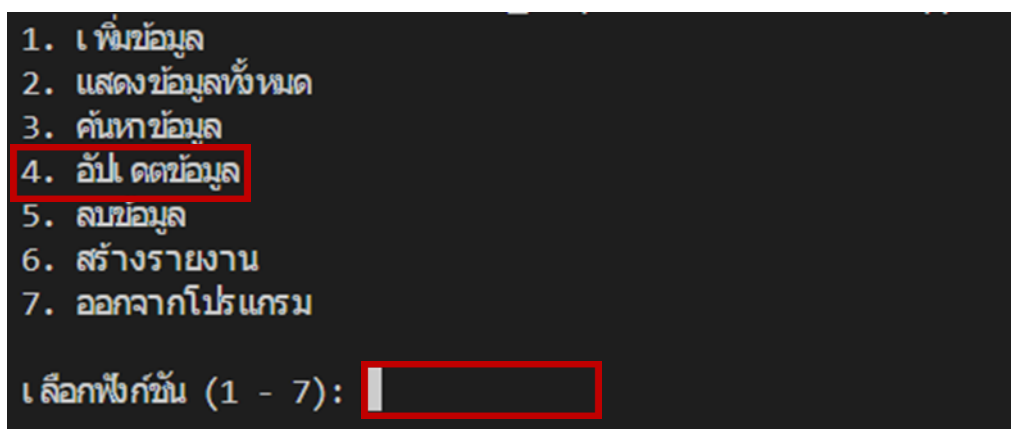 1. เพิ่มข้อมูล
2. แสดงข้อมูลทั้งหมด
3. ค้นหาข้อมูล
4. อัปเดตข้อมูล
5. ลบข้อมูล
6. สร้างรายงาน
7. ออกจากโปรแกรม
เลือกฟังก์ชัน (1 - 7):